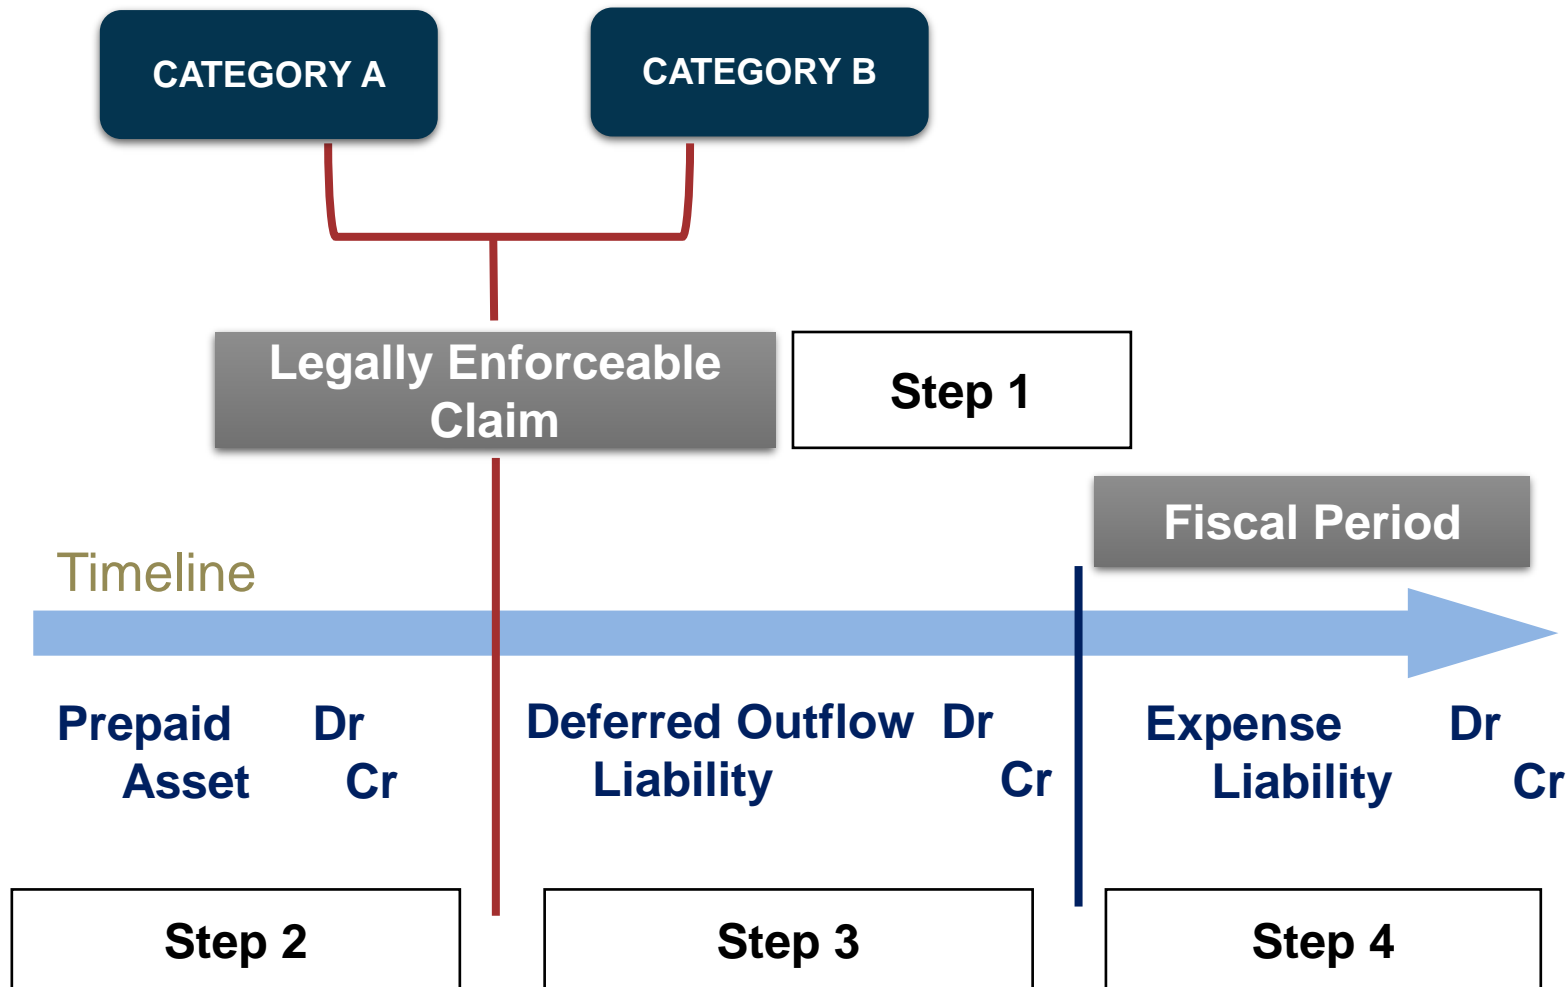 CATEGORY A
CATEGORY B
Legally Enforceable
Claim
Step 1
Fiscal Period
Timeline
Prepaid Dr
Asset Cr
Deferred Outflow Dr
Liability Cr
Expense Dr
Liability Cr
Step 2
Step 3
Step 4